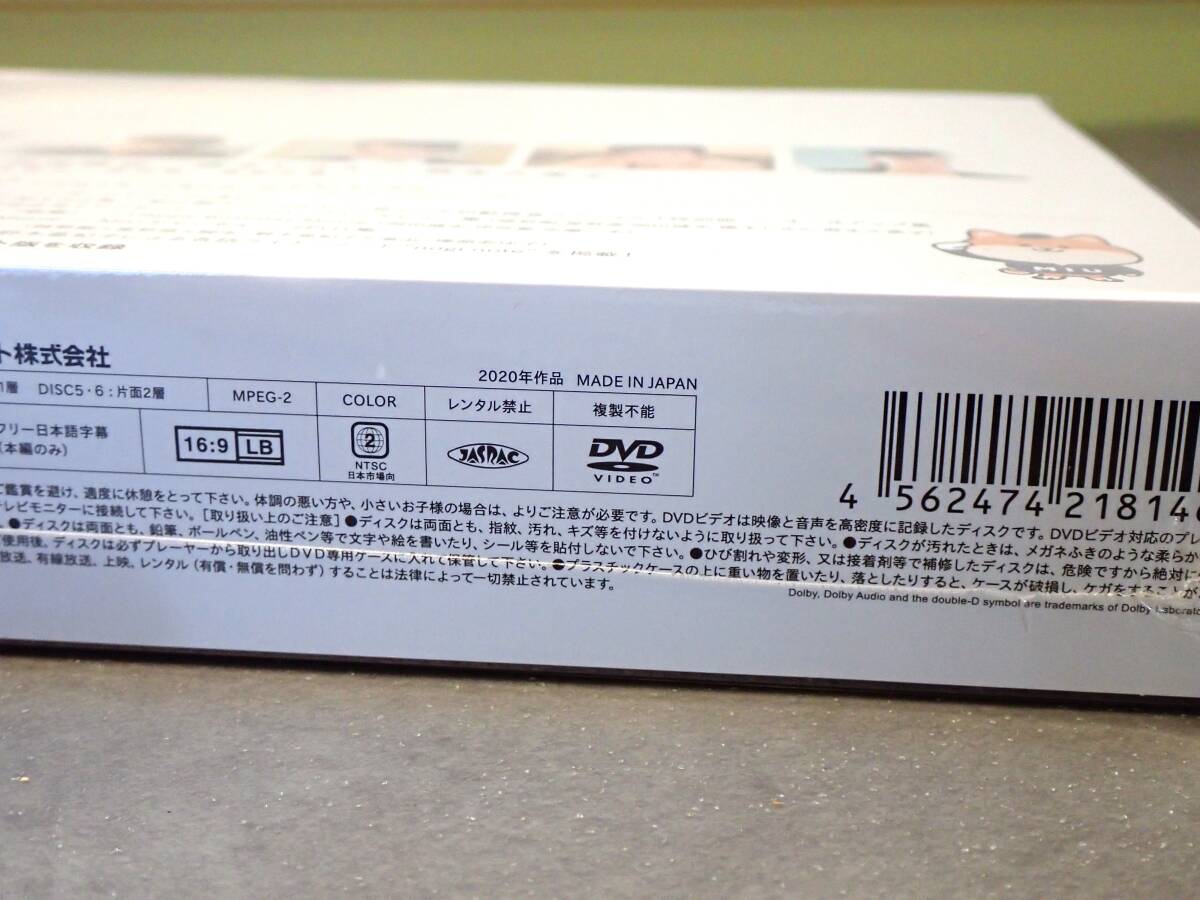 版を収録
を掲載!
MIU
ト株式会社
2020年作品 MADE IN JAPAN
1層 DISC5・6:片面2層 MPEG-2 COLOR レンタル禁止 複製不能
フリー日本語字幕
(本編のみ)
16:9 LB
2
NTSC
日本市場向
JASRAC
DVD
VIDEO
TM
4 562474 21814
ご鑑賞を避け、適度に休憩をとって下さい。体調の悪い方や、小さいお子様の場合は、よりご注意が必要です。DVDビデオは映像と音声を高密度に記録したディスクです。DVDビデオ対応のプレ
テレビモニターに接続して下さい。[取り扱い上のご注意]●ディスクは両面とも、指紋、汚れ、キズ等を付けないように取り扱って下さい。●ディスクが汚れたときは、メガネふきのような柔らか
。●ディスクは両面とも、鉛筆、ボールペン、油性ペン等で文字や絵を書いたり、シール等を貼付しないで下さい。●ひび割れや変形、又は接着剤等で補修したディスクは、危険ですから絶対に
使用後、ディスクは必ずプレーヤーから取り出しDVD専用ケースに入れて保管して下さい。●プラスチックケースの上に重い物を置いたり、落としたりすると、ケースが破損し、ケガをすることが
放送、有線放送、上映、レンタル(有償・無償を問わず)することは法律によって一切禁止されています。
Dolby, Dolby Audio and the double-D symbol are trademarks of Dolby Laborato